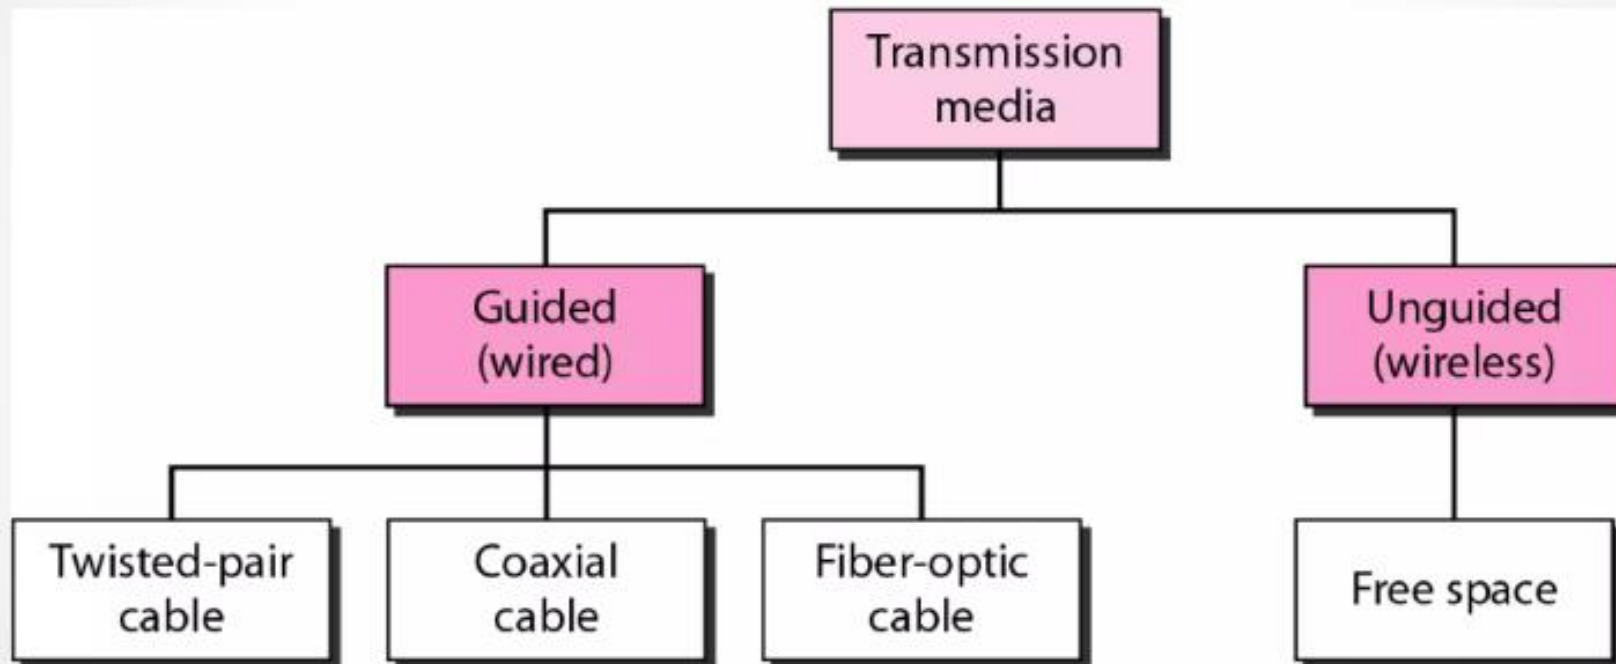 Transmission
media
Guided
(wired)
Unguided
(wireless)
Twisted-pair
cable
Coaxial
cable
Fiber-optic
cable
Free space